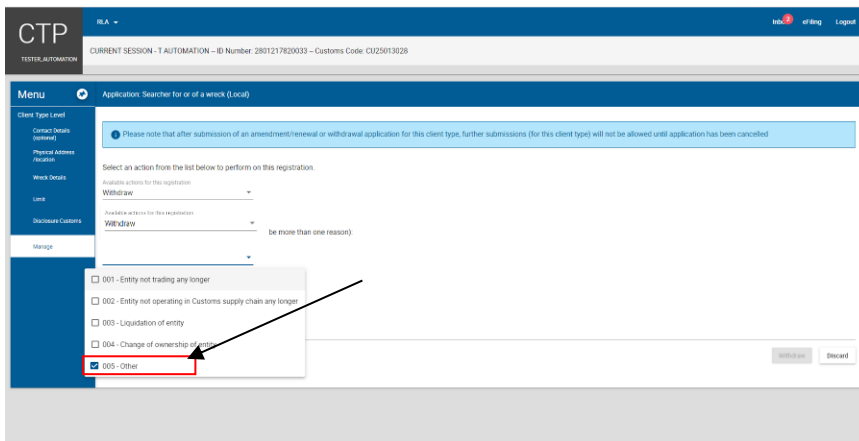 CTP
TESTER,AUTOMATION
RLA
Inbox 2 eFiling Logout
CURRENT SESSION - T AUTOMATION – ID Number: 2801217820033 – Customs Code: CU25013028
Menu
Application: Searcher for or of a wreck (Local)
Client Type Level
Contact Details
(optional)
Physical Address
/location
Wreck Details
Limit
Disclosure Customs
Manage
Please note that after submission of an amendment/renewal or withdrawal application for this client type, further submissions (for this client type) will not be allowed until application has been cancelled
Select an action from the list below to perform on this registration.
Available actions for this registration
Withdraw
Available actions for this registration
Withdraw
be more than one reason):
001 - Entity not trading any longer
002 - Entity not operating in Customs supply chain any longer
003 - Liquidation of entity
004 - Change of ownership of entity
005 - Other
Withdraw Discard